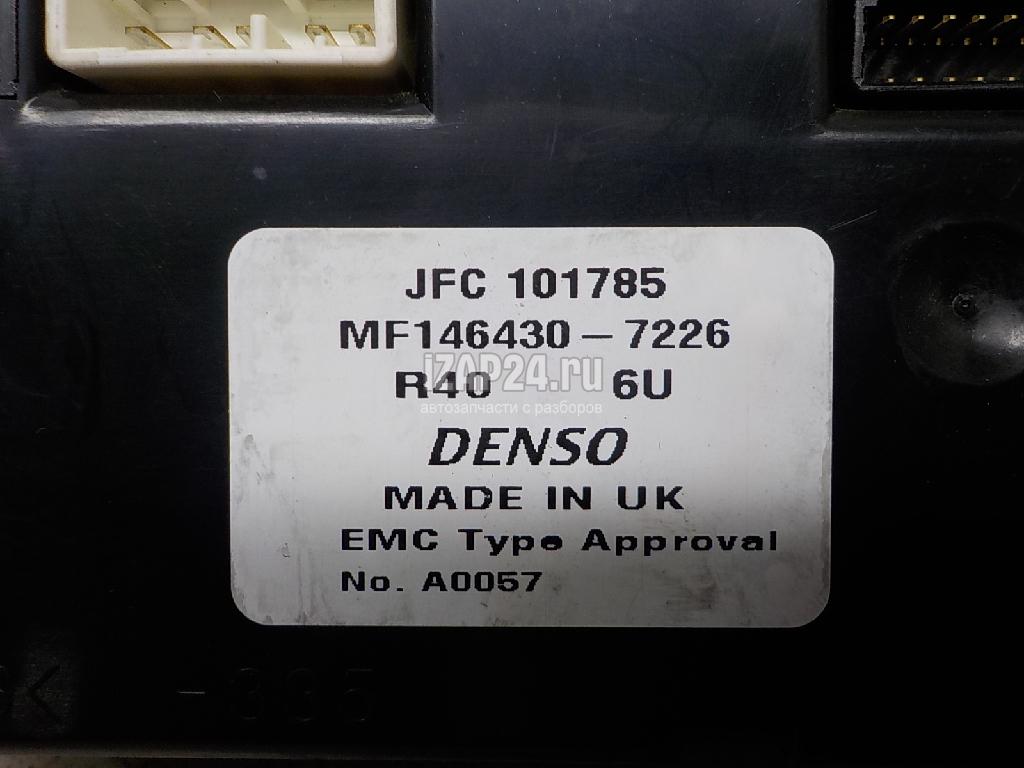 JFC 101785
MF146430-7226
iZAP24.ru
R40 6U
автозапчасти с разборов
DENSO
MADE IN UK
EMC Type Approval
No. A0057
-335